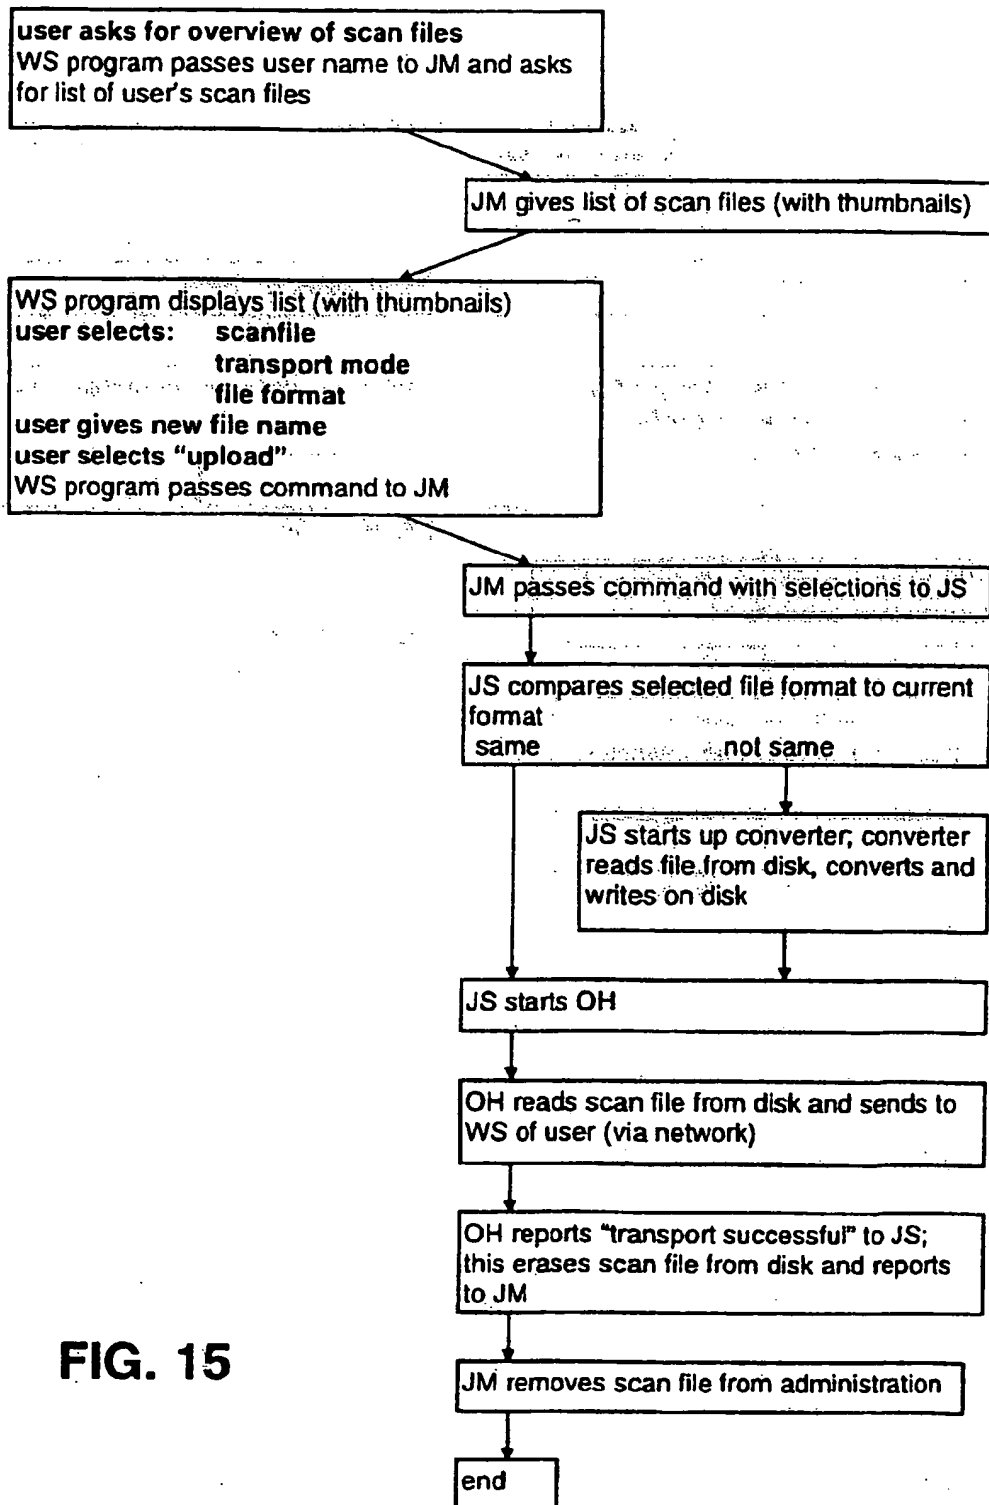 user asks for overview of scan files
WS program passes user name to JM and asks
for list of user's scan files
JM gives list of scan files (with thumbnails)
WS program displays list (with thumbnails)
user selects: scanfile
transport mode
file format
user gives new file name
user selects "upload"
WS program passes command to JM
JM passes command with selections to JS
JS compares selected file format to current
format
same not same
JS starts up converter; converter
reads file from disk, converts and
writes on disk
JS starts OH
OH reads scan file from disk and sends to
WS of user (via network)
OH reports "transport successful" to JS;
this erases scan file from disk and reports
to JM
JM removes scan file from administration
end
FIG. 15